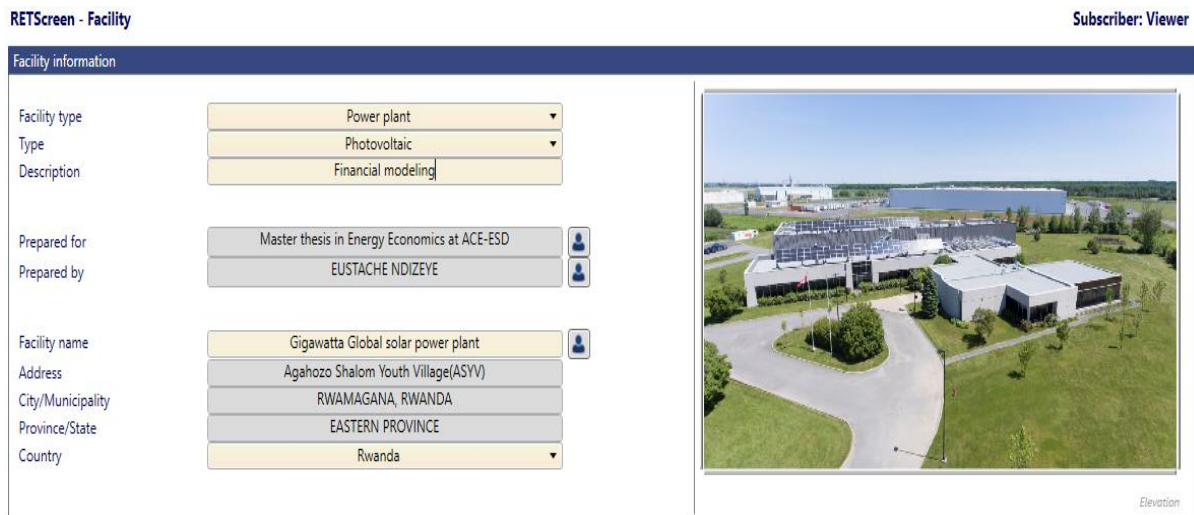 RETScreen - Facility
Subscriber: Viewer
Facility information
Facility type Power plant
Type Photovoltaic
Description Financial modeling
Prepared for Master thesis in Energy Economics at ACE-ESD
Prepared by EUSTACHE NDIZEYE
Facility name Gigawatta Global solar power plant
Address Agahozo Shalom Youth Village(ASYV)
City/Municipality RWAMAGANA, RWANDA
Province/State EASTERN PROVINCE
Country Rwanda
Elevation